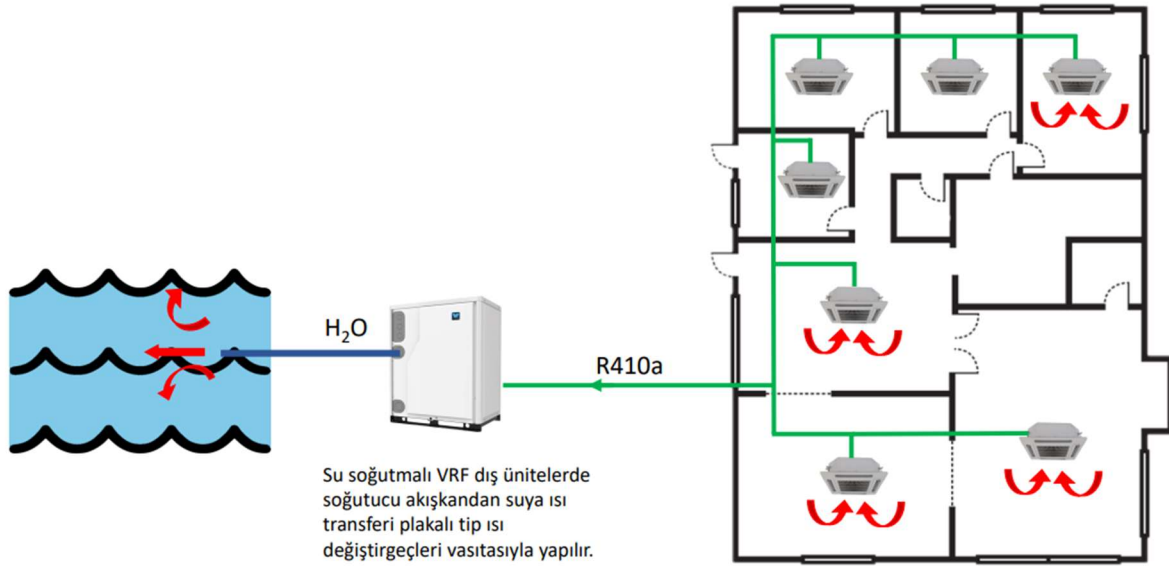 H₂O
R410a
Su soğutmalı VRF dış ünitelerde
soğutucu akışkandan suya ısı
transferi plakalı tip ısı
değiştirgeçleri vasıtasıyla yapılır.